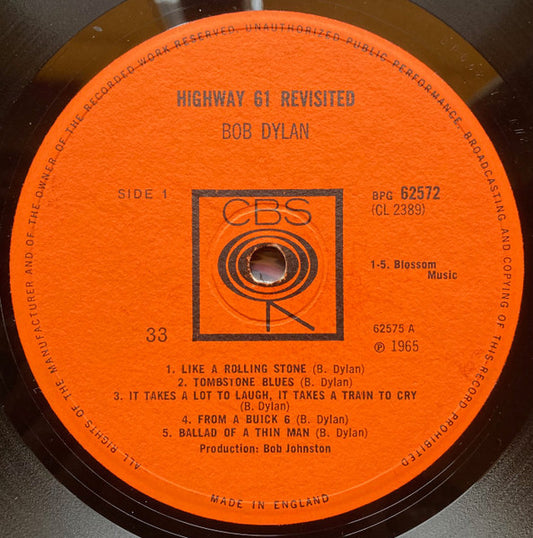 ALL RIGHTS OF THE MANUFACTURER AND OF THE OWNER OF THE RECORDED WORK RESERVED. UNAUTHORIZED PUBLIC PERFORMANCE, BROADCASTING AND COPYING OF THIS RECORD PROHIBITED
HIGHWAY 61 REVISITED
BOB DYLAN
SIDE 1
CBS
BPG 62572
(CL 2389)
1-5. Blossom
Music
33
62575 A
℗ 1965
1. LIKE A ROLLING STONE (B. Dylan)
2. TOMBSTONE BLUES (B. Dylan)
3. IT TAKES A LOT TO LAUGH, IT TAKES A TRAIN TO CRY
(B. Dylan)
4. FROM A BUICK 6 (B. Dylan)
5. BALLAD OF A THIN MAN (B. Dylan)
Production: Bob Johnston
MADE IN ENGLAND